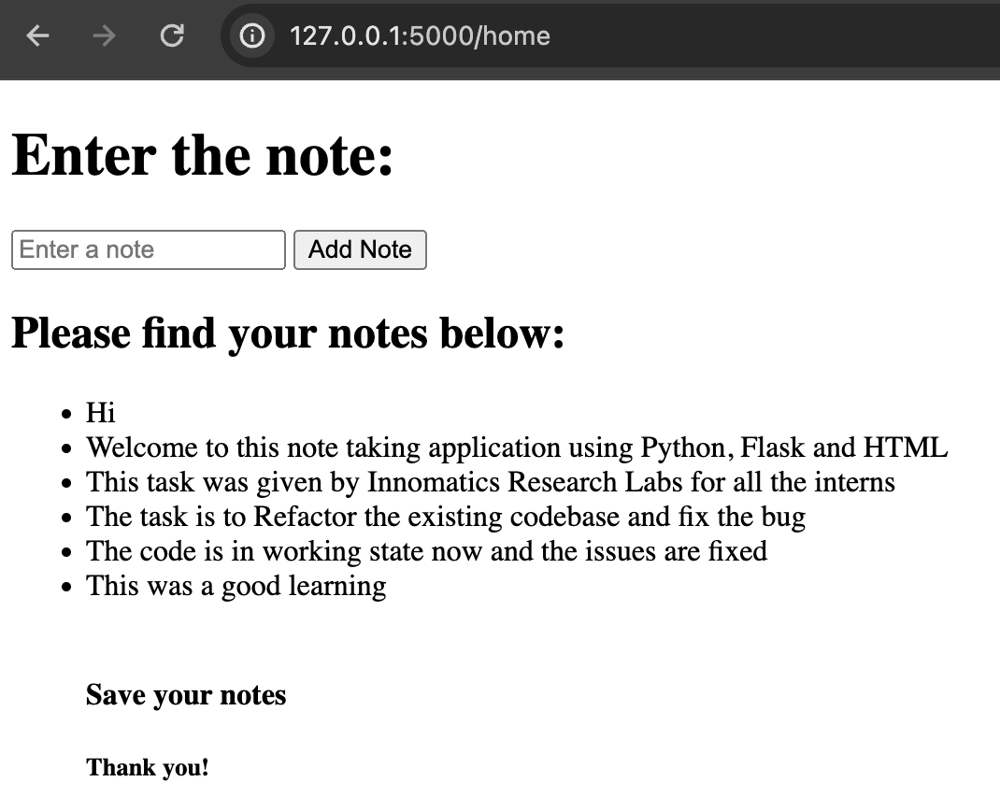 127.0.0.1:5000/home
Enter the note:
Enter a note Add Note
Please find your notes below:
• Hi
• Welcome to this note taking application using Python, Flask and HTML
• This task was given by Innomatics Research Labs for all the interns
• The task is to Refactor the existing codebase and fix the bug
• The code is in working state now and the issues are fixed
• This was a good learning
Save your notes
Thank you!